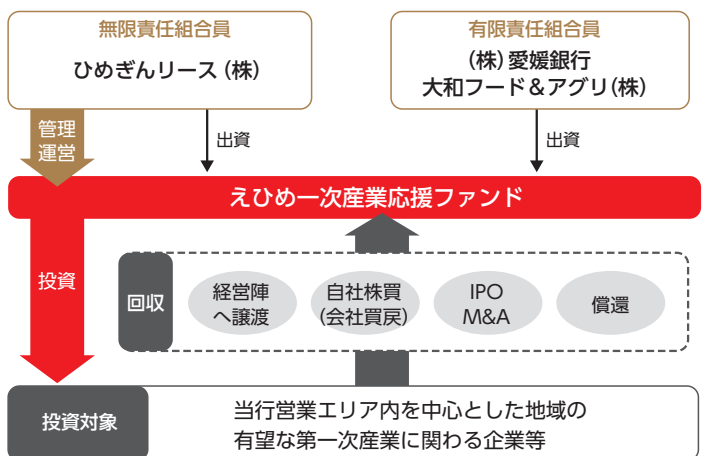 無限責任組合員
ひめぎんリース（株）
有限責任組合員
（株）愛媛銀行
大和フード＆アグリ（株）
管理
運営
出資
出資
えひめ一次産業応援ファンド
投資
回収
経営陣
へ譲渡
自社株買
(会社買戻)
IPO
M&A
償還
投資対象
当行営業エリア内を中心とした地域の
有望な第一次産業に関わる企業等